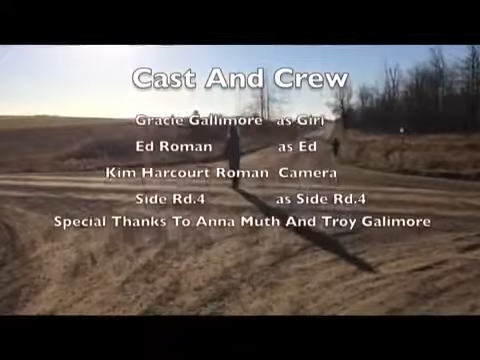 Cast And Crew
Gracie Gallimore as Girl
Ed Roman as Ed
Kim Harcourt Roman Camera
Side Rd.4 as Side Rd.4
Special Thanks To Anna Muth And Troy Galimore